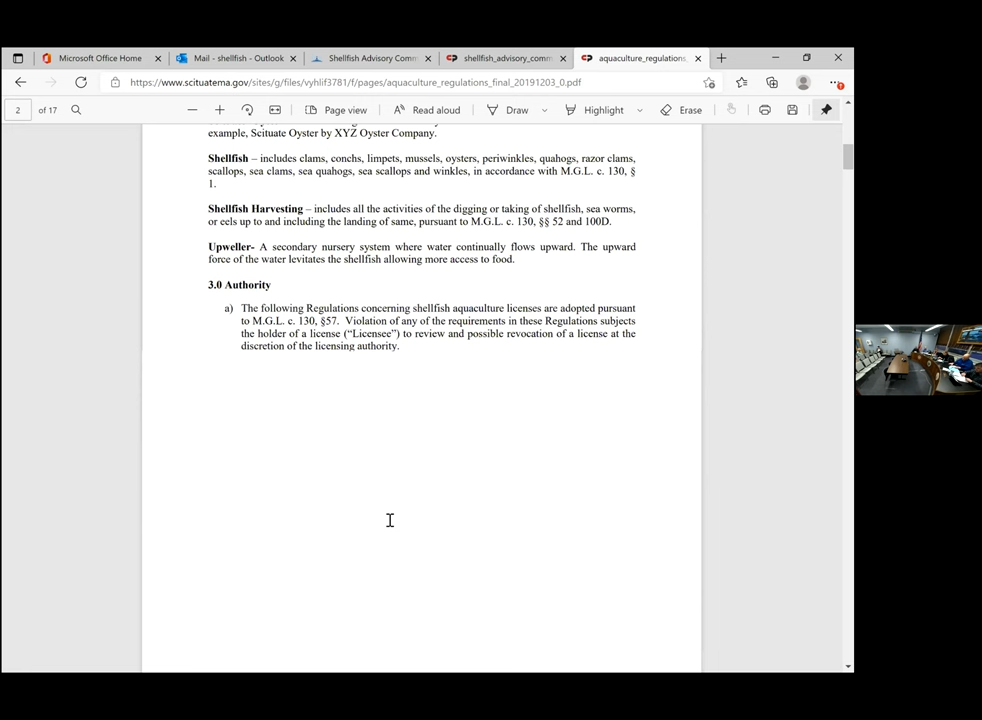 Microsoft Office Home
Mail - shellfish - Outlook
Shellfish Advisory Com
shellfish_advisory_comm
aquaculture_regulations
https://www.scituatema.gov/sites/g/files/vyhlif3781/f/pages/aquaculture_regulations_final_20191203_0.pdf
2 of 17
Page view
Read aloud
Draw
Highlight
Erase
example, Scituate Oyster by XYZ Oyster Company.
Shellfish – includes clams, conchs, limpets, mussels, oysters, periwinkles, quahogs, razor clams,
scallops, sea clams, sea quahogs, sea scallops and winkles, in accordance with M.G.L. c. 130, §
1.
Shellfish Harvesting – includes all the activities of the digging or taking of shellfish, sea worms,
or eels up to and including the landing of same, pursuant to M.G.L. c. 130, §§ 52 and 100D.
Upweller- A secondary nursery system where water continually flows upward. The upward
force of the water levitates the shellfish allowing more access to food.
3.0 Authority
a) The following Regulations concerning shellfish aquaculture licenses are adopted pursuant
to M.G.L. c. 130, §57. Violation of any of the requirements in these Regulations subjects
the holder of a license (“Licensee”) to review and possible revocation of a license at the
discretion of the licensing authority.